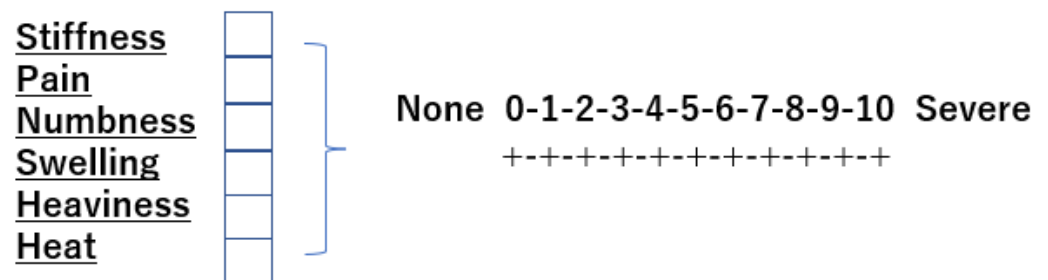 Stiffness
Pain
Numbness
Swelling
Heaviness
Heat
None 0-1-2-3-4-5-6-7-8-9-10 Severe
+-+-+-+-+-+-+-+-+-+-+